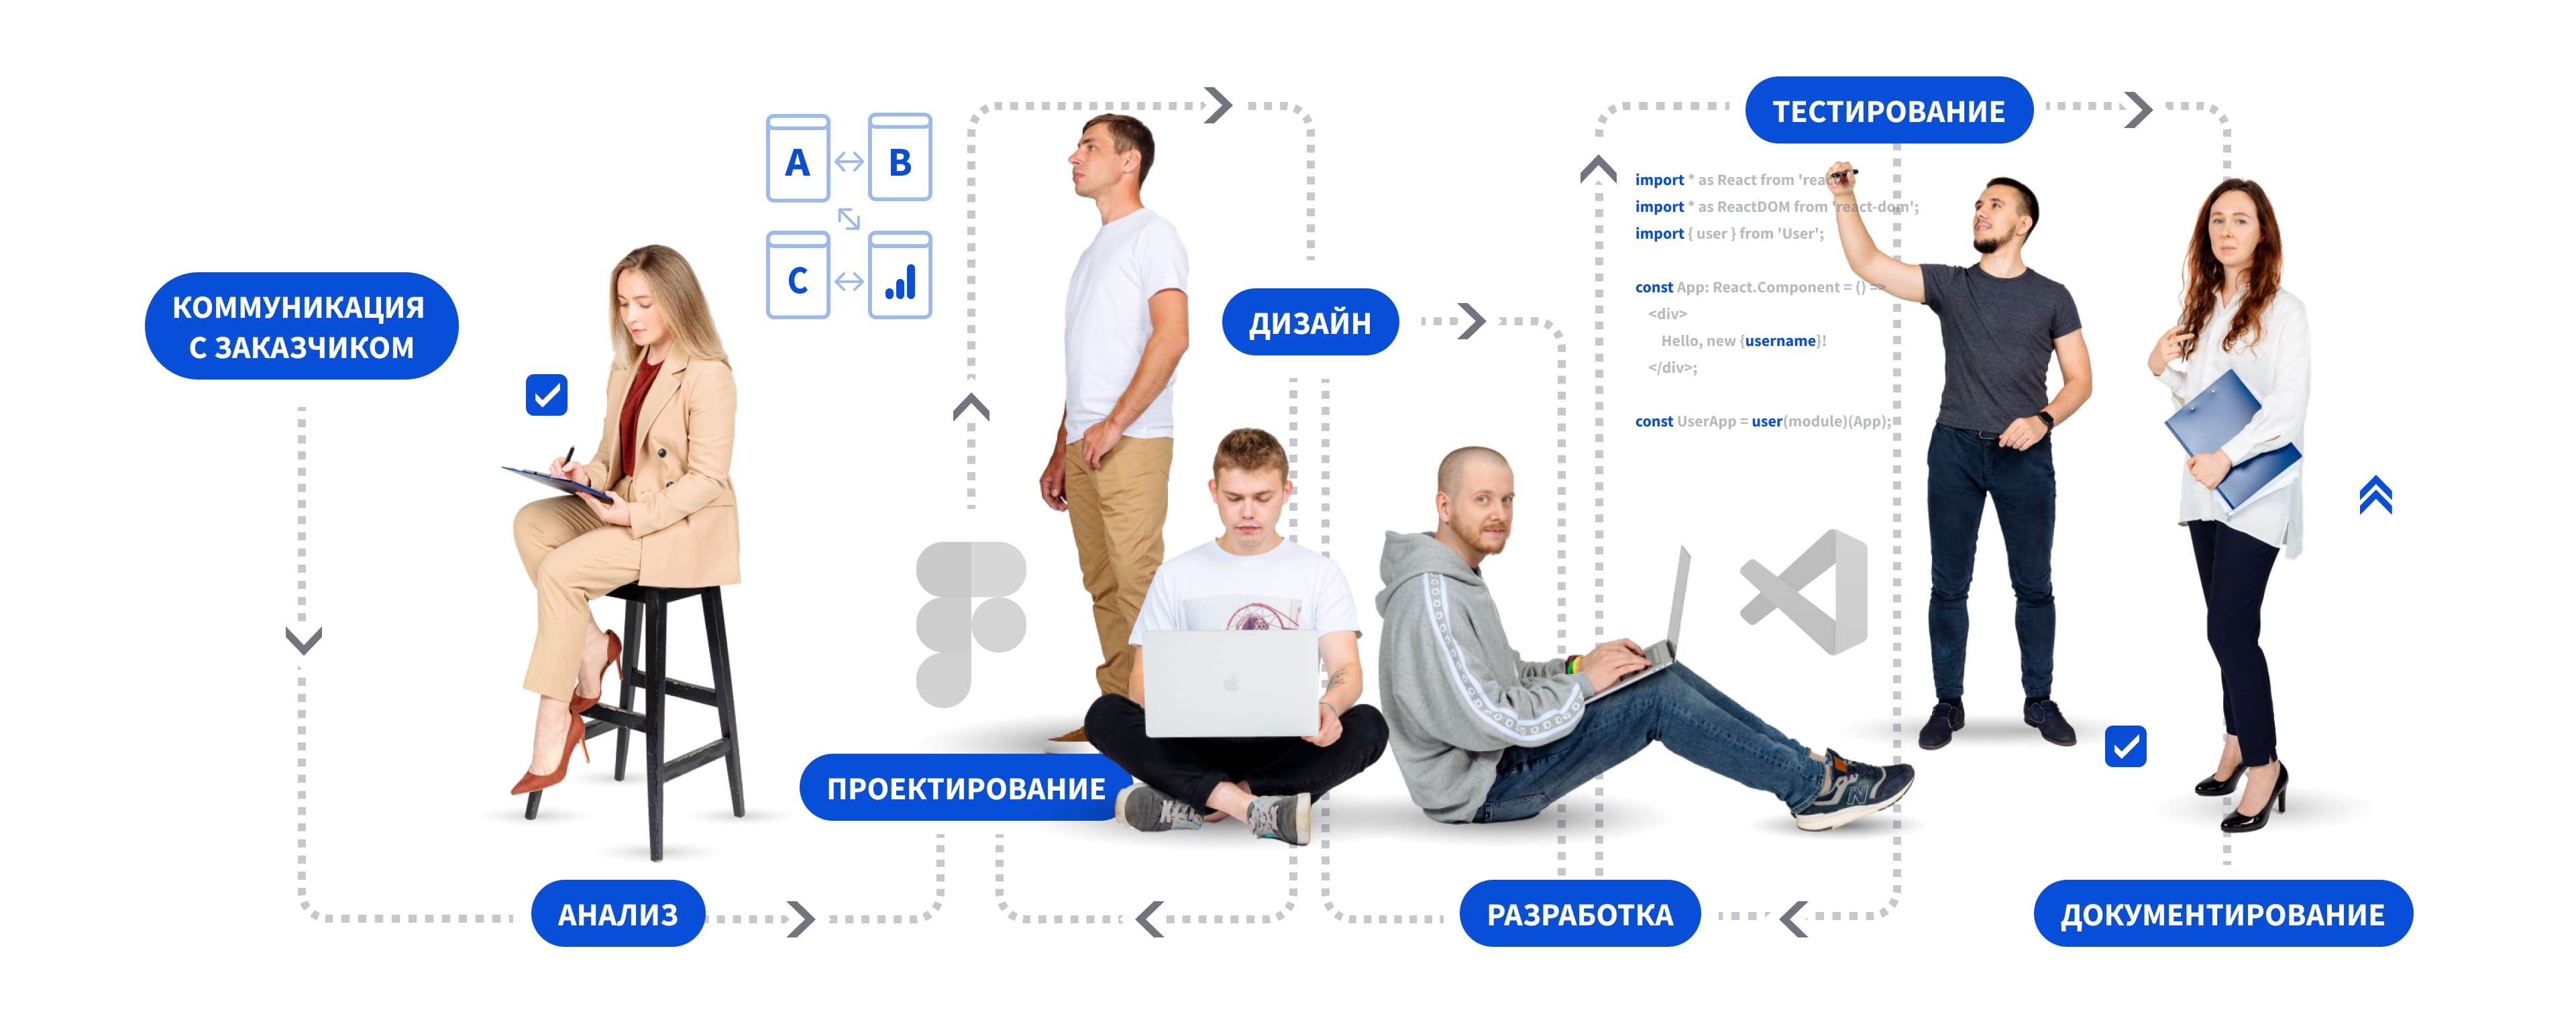 КОММУНИКАЦИЯ
С ЗАКАЗЧИКОМ
A
B
C
АНАЛИЗ
ПРОЕКТИРОВАНИЕ
ДИЗАЙН
РАЗРАБОТКА
ТЕСТИРОВАНИЕ
import * as React from 'react
import * as ReactDOM from 'react-dom';
import { user } from 'User';
const App: React.Component = () =>
<div>
Hello, new {username}!
</div>;
const UserApp = user(module)(App);
ДОКУМЕНТИРОВАНИЕ